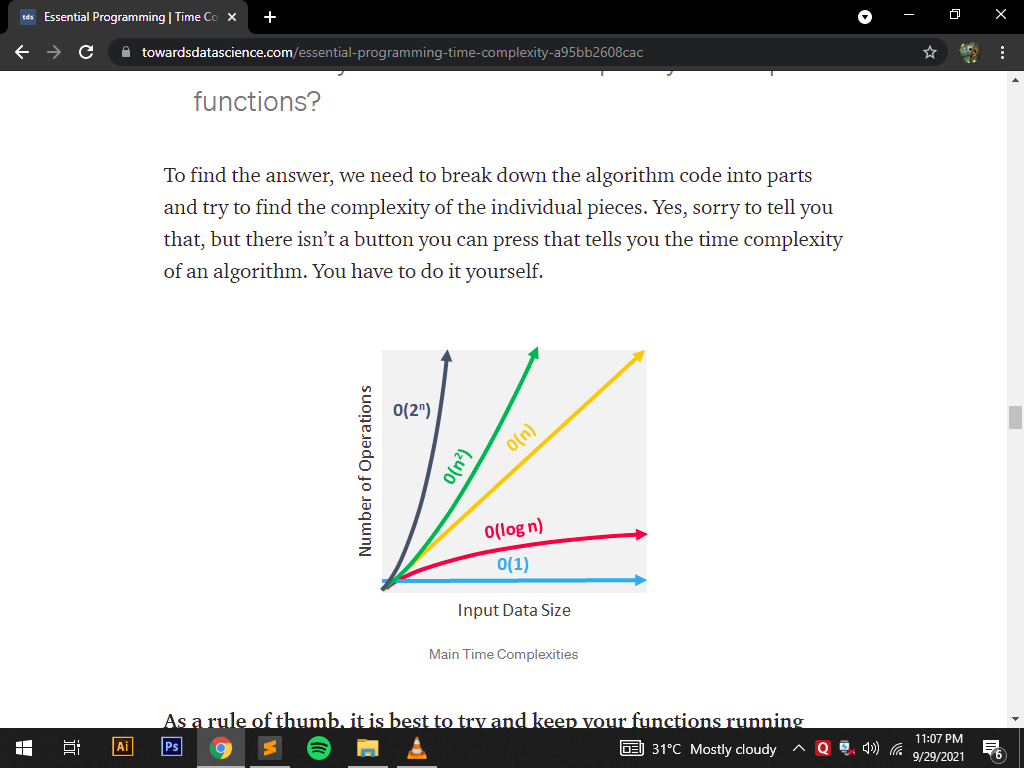 tds Essential Programming | Time Co
towardsdatascience.com/essential-programming-time-complexity-a95bb2608cac
functions?
To find the answer, we need to break down the algorithm code into parts
and try to find the complexity of the individual pieces. Yes, sorry to tell you
that, but there isn’t a button you can press that tells you the time complexity
of an algorithm. You have to do it yourself.
Number of Operations
0(2ⁿ)
0(n²)
0(n)
0(log n)
0(1)
Input Data Size
Main Time Complexities
As a rule of thumb, it is best to try and keep your functions running
Ai Ps 31°C Mostly cloudy Q 11:07 PM
9/29/2021 6